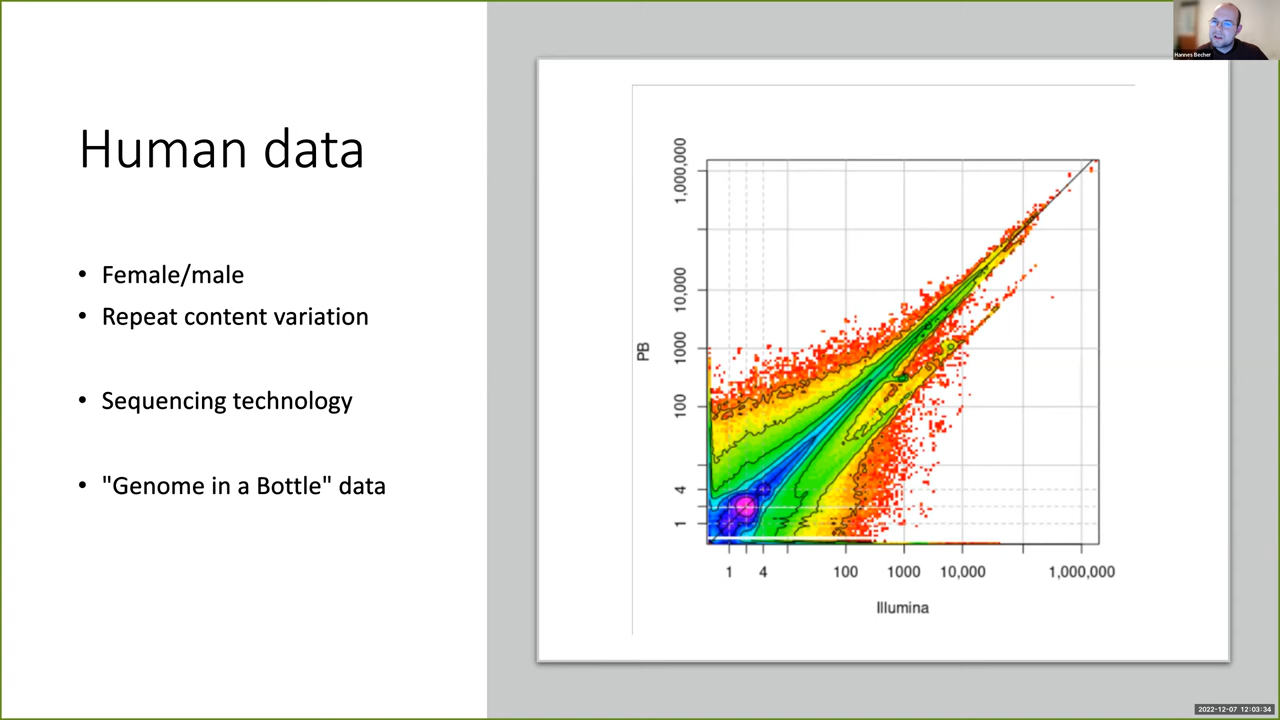 Hannes Becher
Human data
• Female/male
• Repeat content variation
• Sequencing technology
• "Genome in a Bottle" data
PB
1,000,000
10,000
1000
100
4
1
1 4 100 1000 10,000 1,000,000
Illumina
2022-12-07 12:03:34